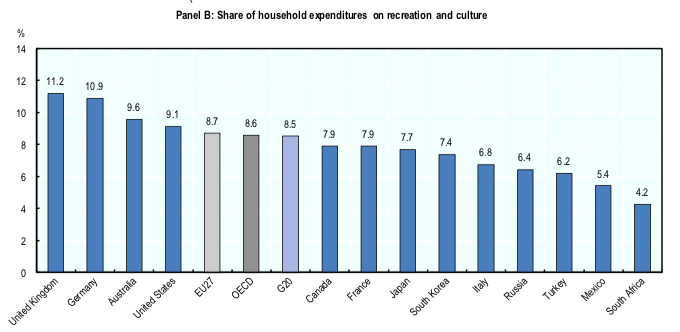 Panel B: Share of household expenditures on recreation and culture
%
14
12
10
8
6
4
2
0
11.2
10.9
9.6
9.1
8.7
8.6
8.5
7.9
7.9
7.7
7.4
6.8
6.4
6.2
5.4
4.2
United Kingdom
Germany
Australia
United States
EU27
OECD
G20
Canada
France
Japan
South Korea
Italy
Russia
Turkey
Mexico
South Africa